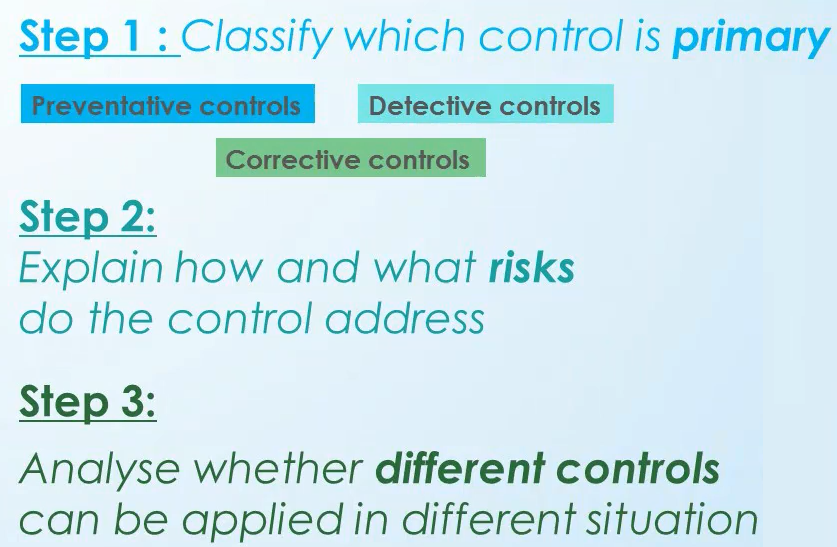 Step 1 : Classify which control is primary
Preventative controls
Detective controls
Corrective controls
Step 2:
Explain how and what risks
do the control address
Step 3:
Analyse whether different controls
can be applied in different situation